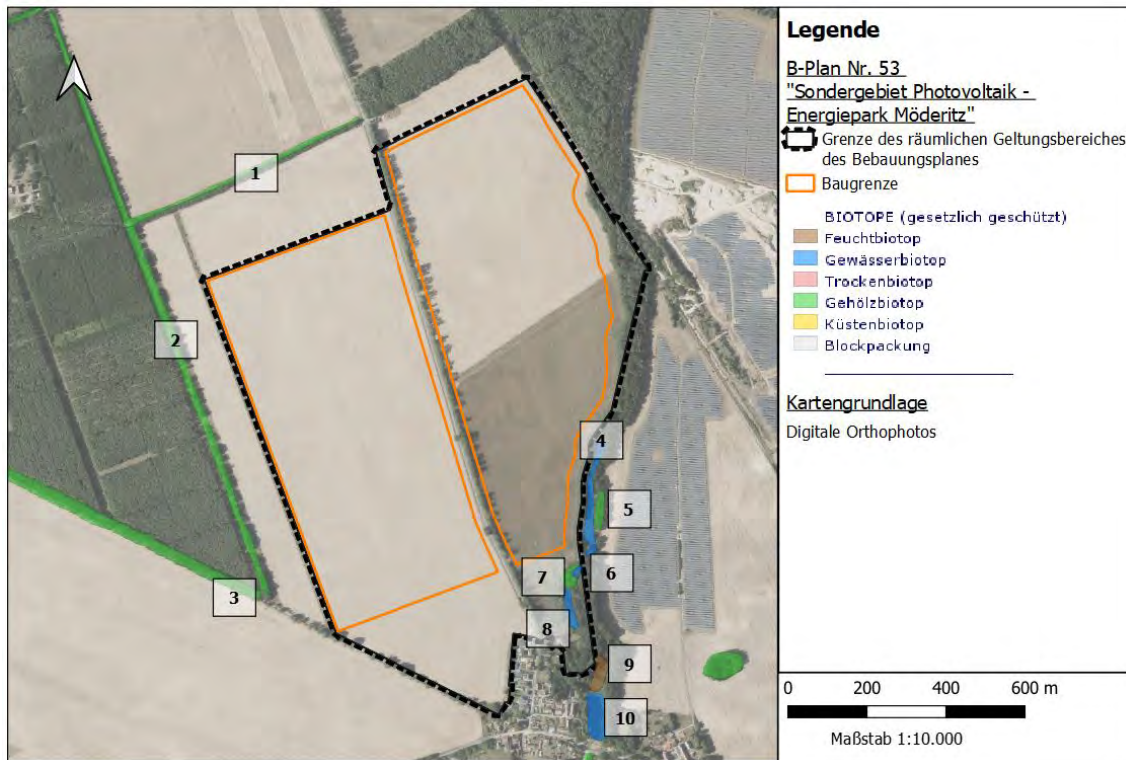 1
2
3
4
5
6
7
8
9
10
Legende
B-Plan Nr. 53
"Sondergebiet Photovoltaik -
Energiepark Möderitz"
Grenze des räumlichen Geltungsbereiches
des Bebauungsplanes
Baugrenze
BIOTOPE (gesetzlich geschützt)
Feuchtbiotop
Gewässerbiotop
Trockenbiotop
Gehölzbiotop
Küstenbiotop
Blockpackung
Kartengrundlage
Digitale Orthophotos
0 200 400 600 m
Maßstab 1:10.000